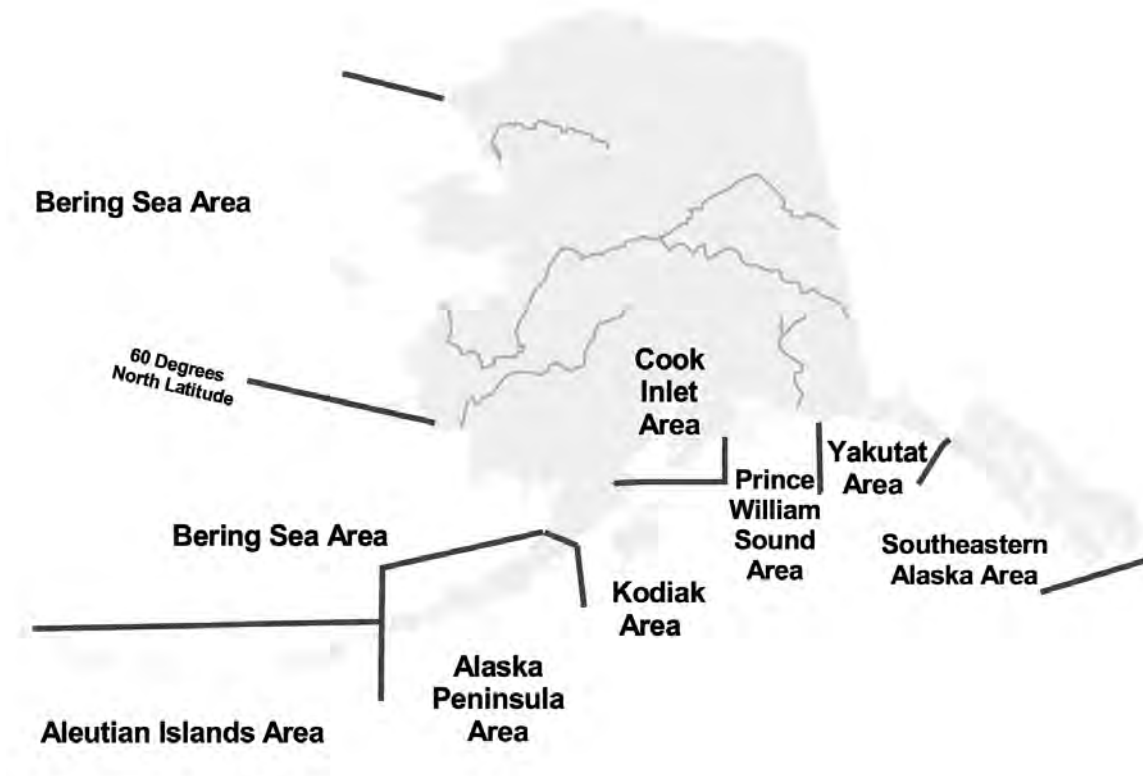 Bering Sea Area
60 Degrees
North Latitude
Cook
Inlet
Area
Yakutat
Area
Prince
William
Sound
Area
Bering Sea Area
Southeastern
Alaska Area
Kodiak
Area
Alaska
Peninsula
Area
Aleutian Islands Area